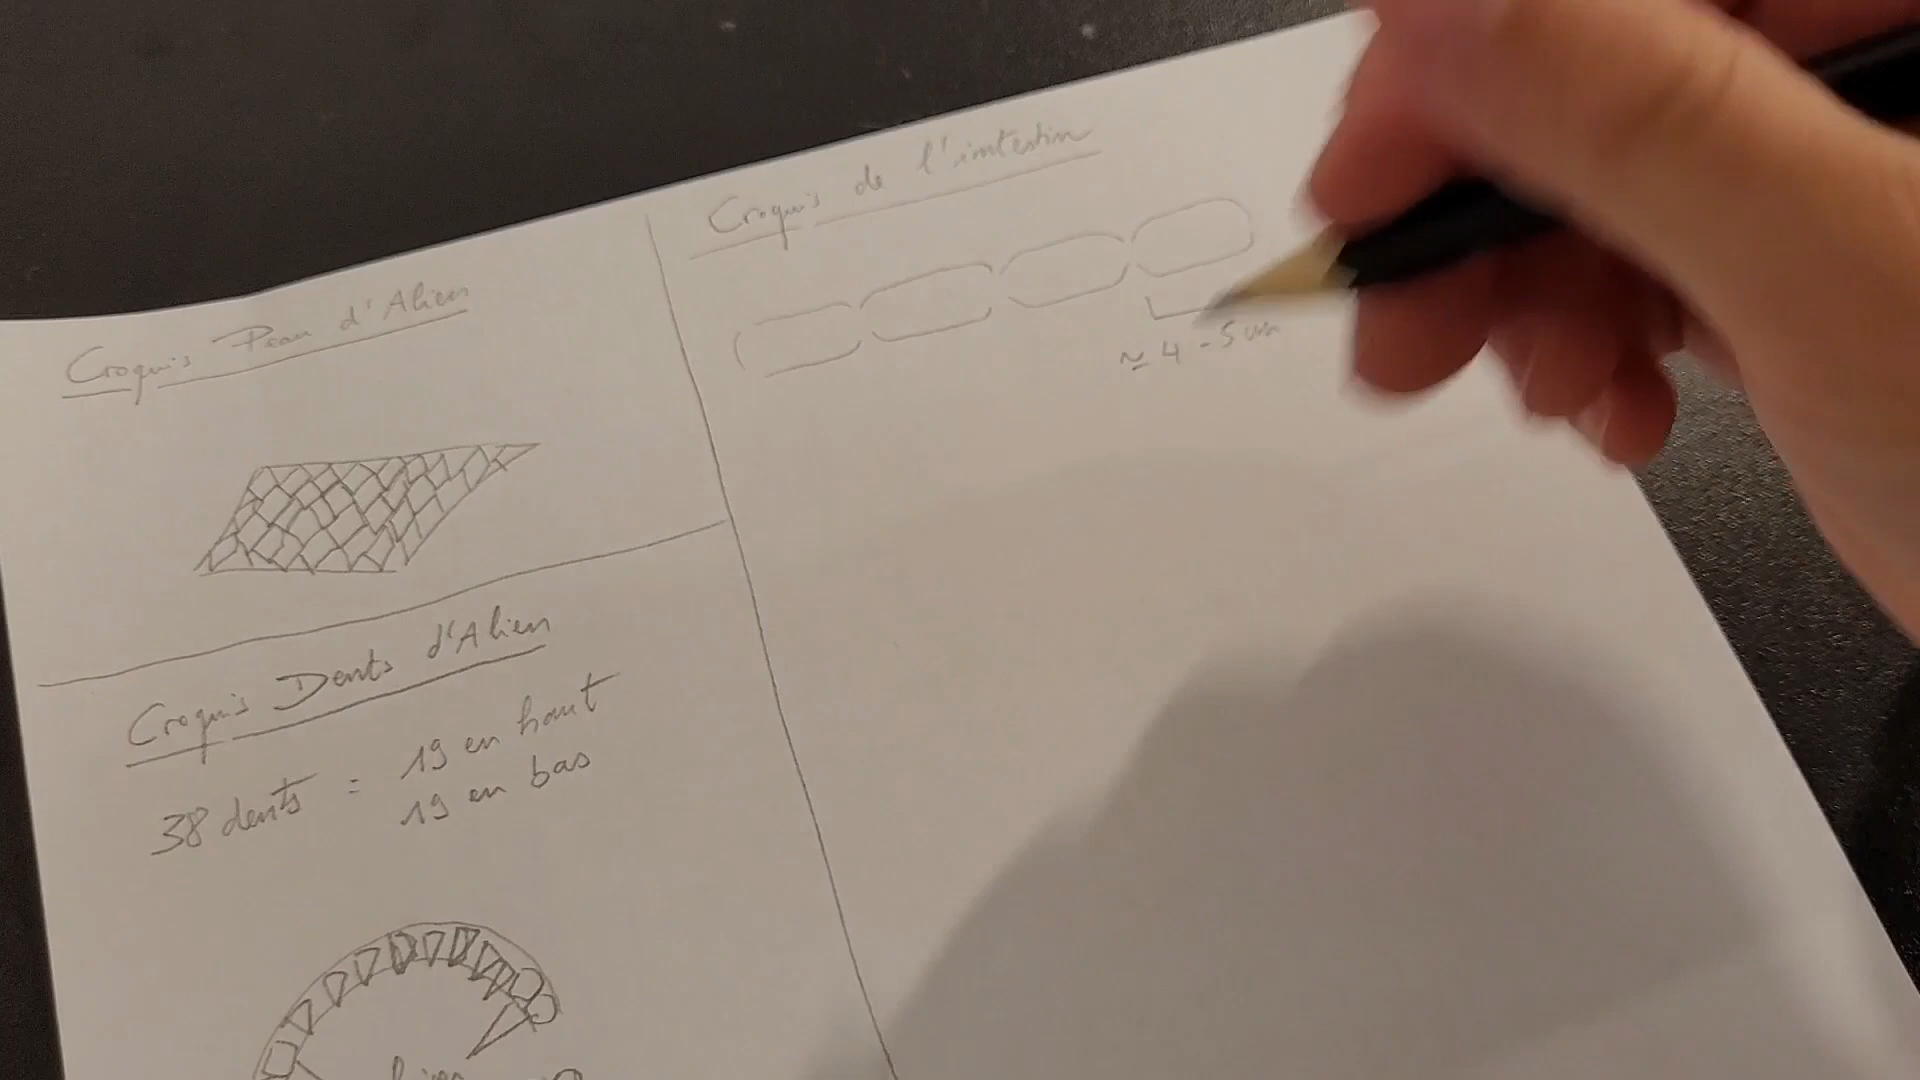 Croquis Peau d'Alien
Croquis Dents d'Alien
38 dents = 19 en haut
19 en bas
Croquis de l'intestin
≃ 4 - 5 cm